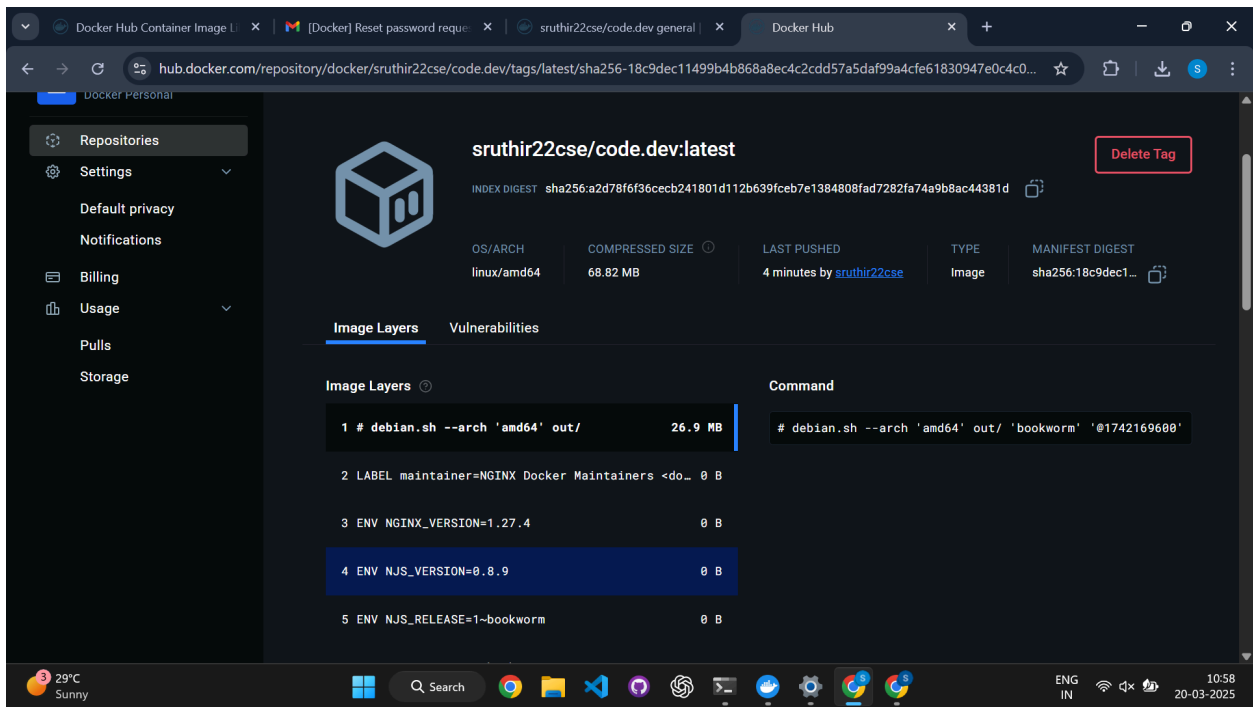 Docker Hub Container Image Li
[Docker] Reset password reque
sruthir22cse/code.dev general |
Docker Hub
hub.docker.com/repository/docker/sruthir22cse/code.dev/tags/latest/sha256-18c9dec11499b4b868a8ec4c2cdd57a5daf99a4cfe61830947e0c4c0...
S
Docker Personal
Repositories
Settings
Default privacy
Notifications
Billing
Usage
Pulls
Storage
sruthir22cse/code.dev:latest
Delete Tag
INDEX DIGEST sha256:a2d78f6f36cecb241801d112b639fceb7e1384808fad7282fa74a9b8ac44381d
OS/ARCH
linux/amd64
COMPRESSED SIZE
68.82 MB
LAST PUSHED
4 minutes by sruthir22cse
TYPE
Image
MANIFEST DIGEST
sha256:18c9dec1...
Image Layers Vulnerabilities
Image Layers
1 # debian.sh --arch 'amd64' out/ 26.9 MB
2 LABEL maintainer=NGINX Docker Maintainers <do… 0 B
3 ENV NGINX_VERSION=1.27.4 0 B
4 ENV NJS_VERSION=0.8.9 0 B
5 ENV NJS_RELEASE=1~bookworm 0 B
Command
# debian.sh --arch 'amd64' out/ 'bookworm' '@1742169600'
3
29°C
Sunny
Search
S
S
ENG
IN
10:58
20-03-2025